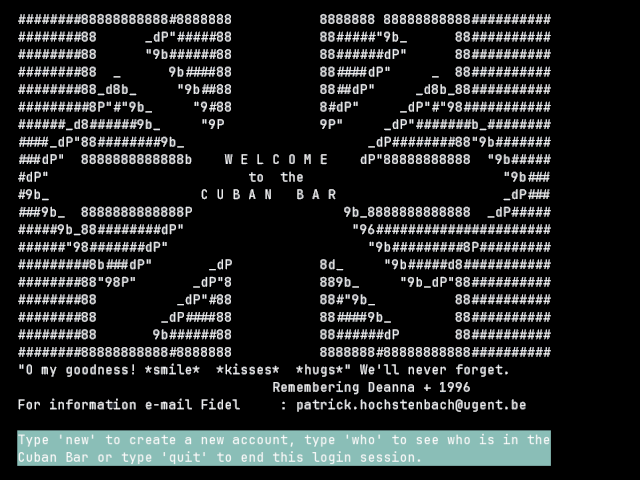 W E L C O M E
to the
C U B A N B A R
"O my goodness! *smile* *kisses* *hugs*" We'll never forget.
Remembering Deanna + 1996
For information e-mail Fidel : patrick.hochstenbach@ugent.be
Type 'new' to create a new account, type 'who' to see who is in the
Cuban Bar or type 'quit' to end this login session.